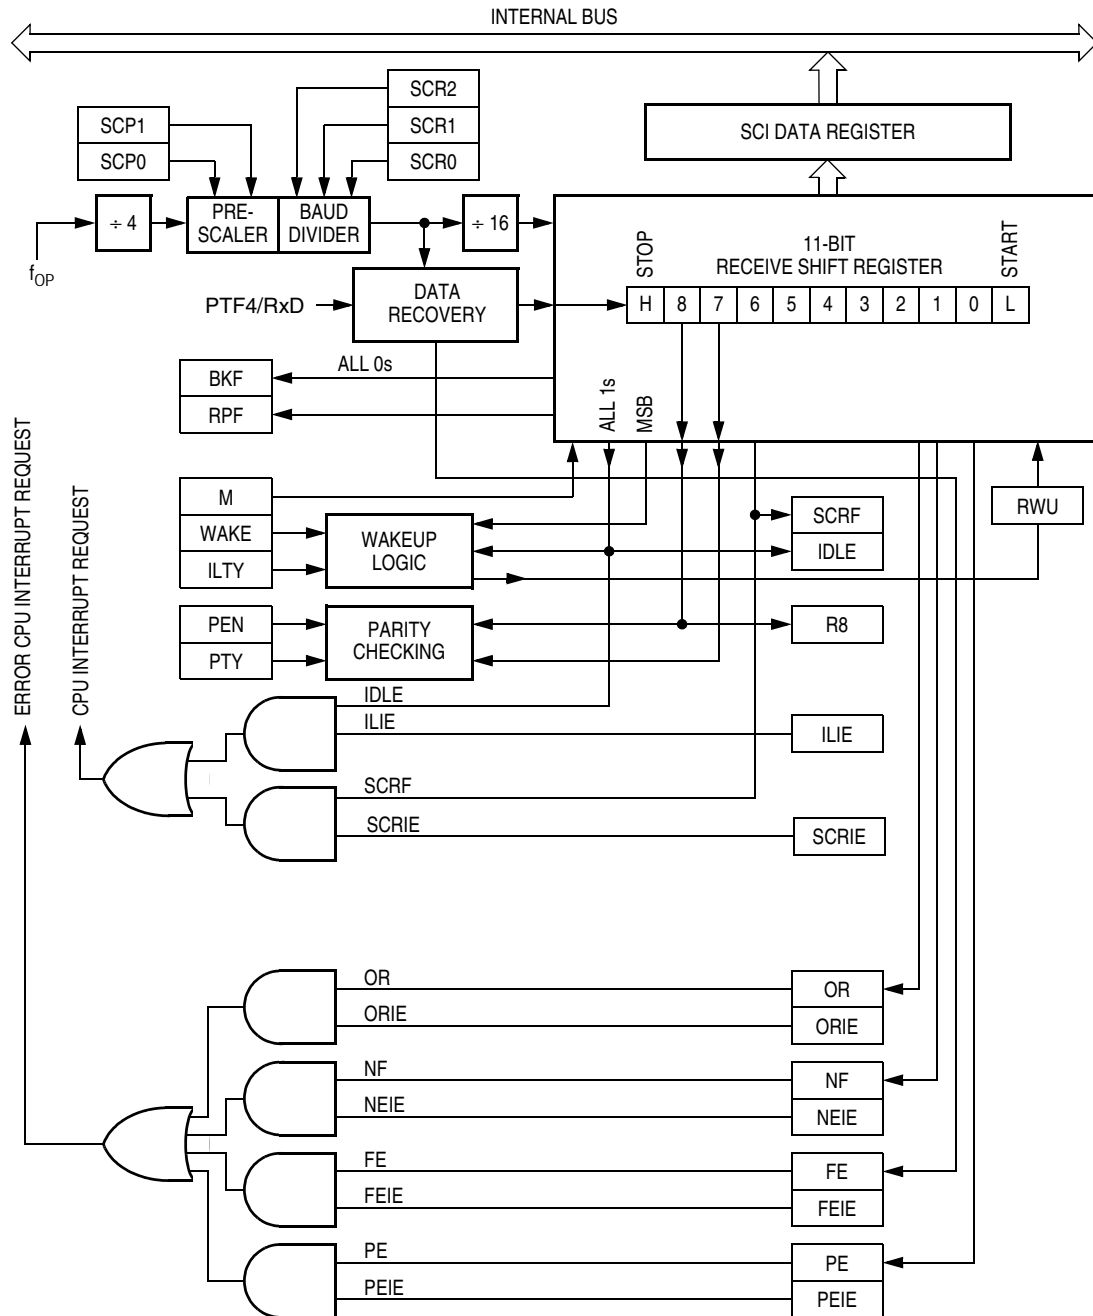 INTERNAL BUS
SCR2
SCR1
SCR0
SCP1
SCP0
SCI DATA REGISTER
÷ 4
PRE-
SCALER
BAUD
DIVIDER
÷ 16
fOP
STOP
11-BIT
RECEIVE SHIFT REGISTER
START
H 8 7 6 5 4 3 2 1 0 L
PTF4/RxD
DATA
RECOVERY
ALL 0s
BKF
RPF
ALL 1s
MSB
ERROR CPU INTERRUPT REQUEST
CPU INTERRUPT REQUEST
M
WAKE
ILTY
WAKEUP
LOGIC
SCRF
IDLE
RWU
PEN
PTY
PARITY
CHECKING
R8
IDLE
ILIE
ILIE
SCRF
SCRIE
SCRIE
OR
ORIE
OR
ORIE
NF
NEIE
NF
NEIE
FE
FEIE
FE
FEIE
PE
PEIE
PE
PEIE